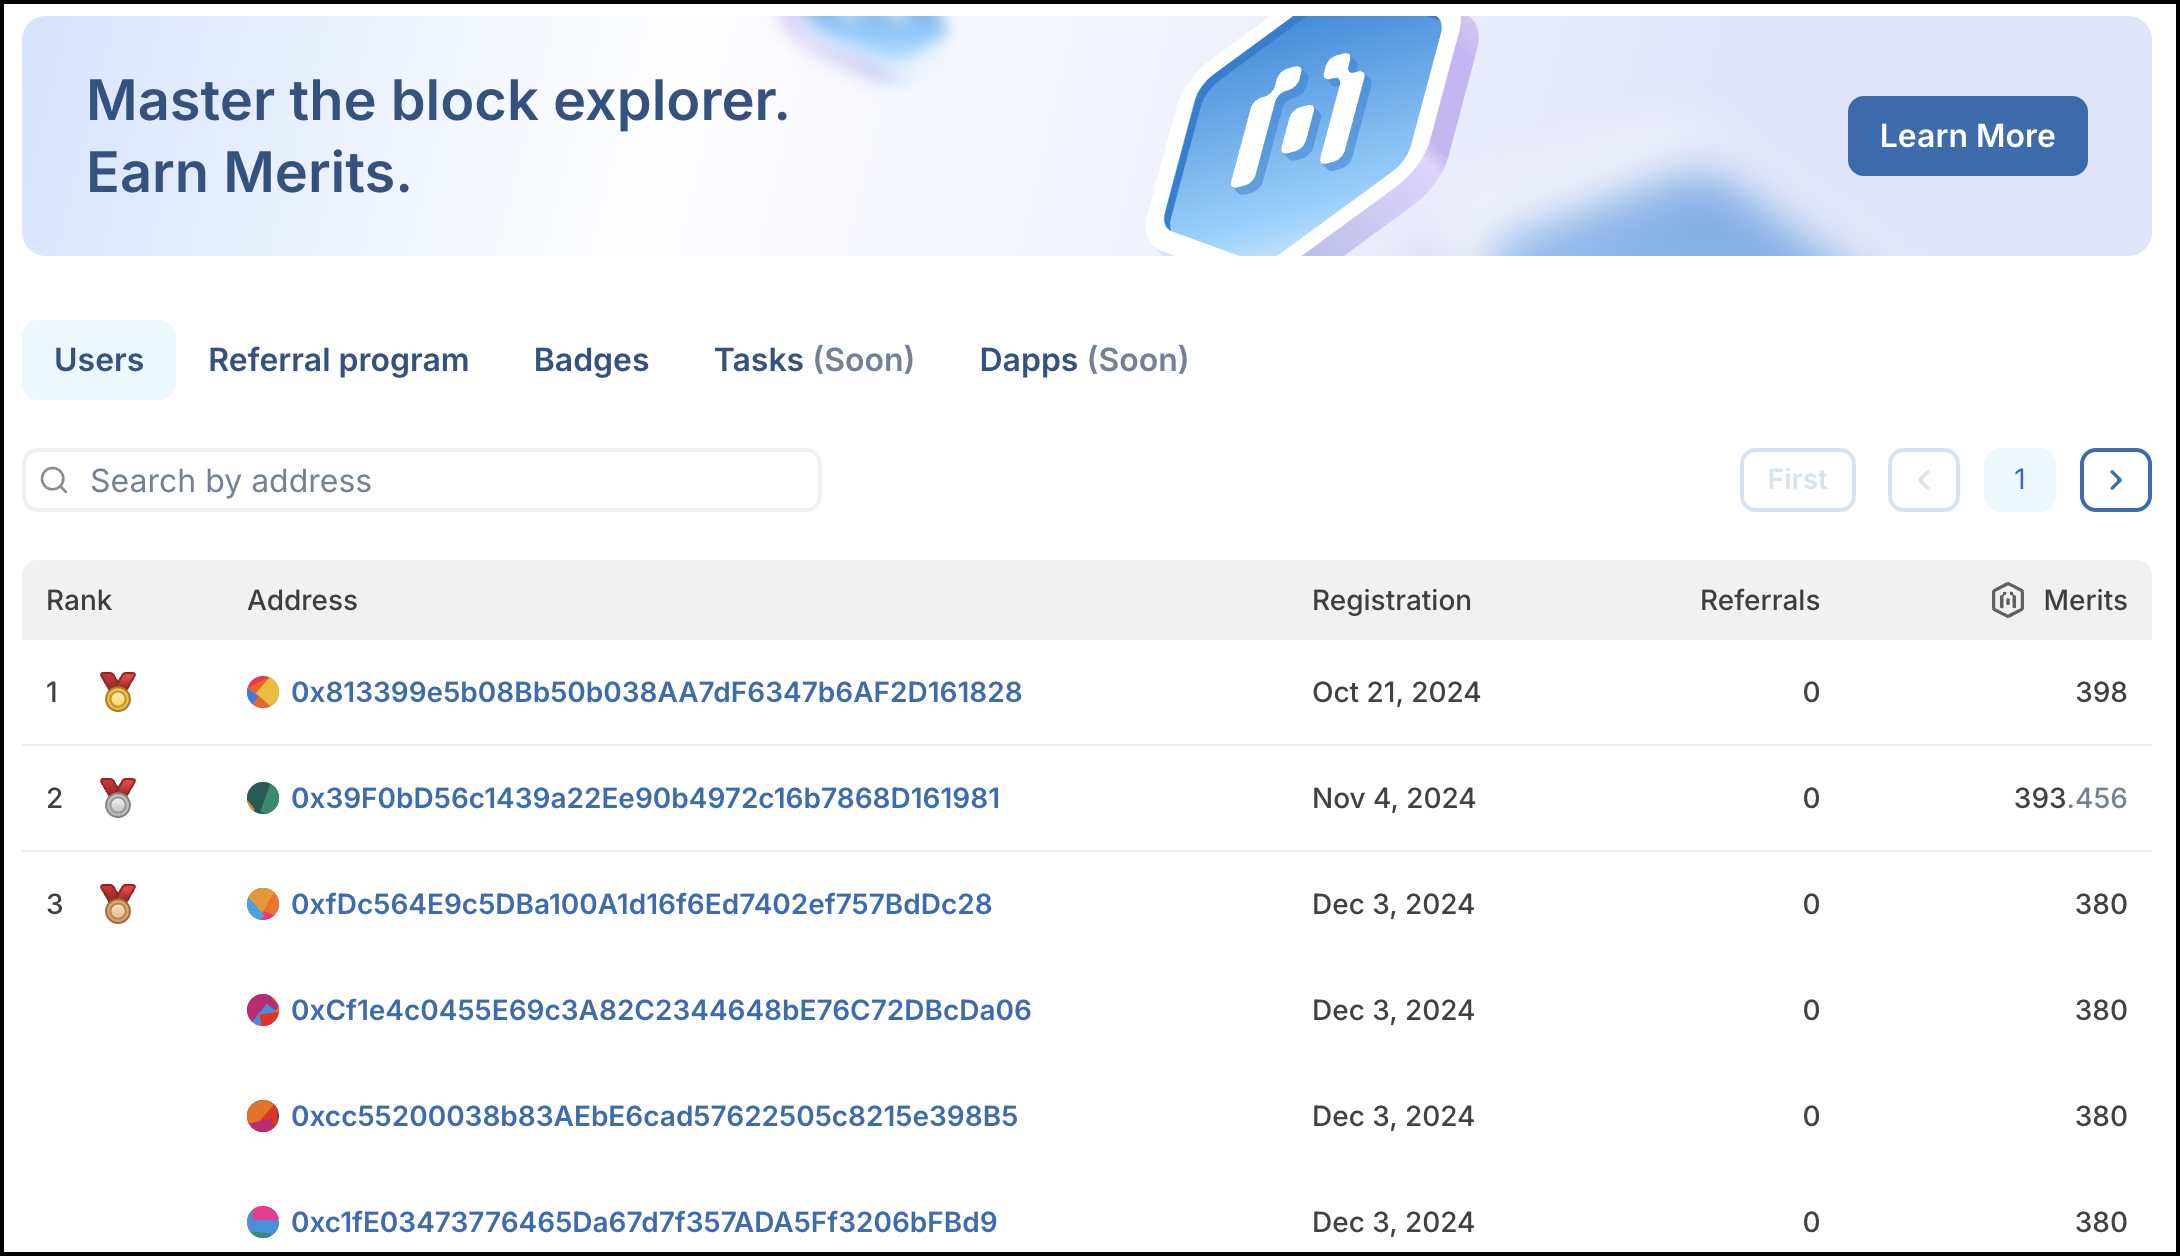 Master the block explorer.
Earn Merits.
Learn More
Users Referral program Badges Tasks (Soon) Dapps (Soon)
Search by address First 1
Rank Address Registration Referrals Merits
1 0x813399e5b08Bb50b038AA7dF6347b6AF2D161828 Oct 21, 2024 0 398
2 0x39F0bD56c1439a22Ee90b4972c16b7868D161981 Nov 4, 2024 0 393.456
3 0xfDc564E9c5DBa100A1d16f6Ed7402ef757BdDc28 Dec 3, 2024 0 380
0xCf1e4c0455E69c3A82C2344648bE76C72DBcDa06 Dec 3, 2024 0 380
0xcc55200038b83AEbE6cad57622505c8215e398B5 Dec 3, 2024 0 380
0xc1fE03473776465Da67d7f357ADA5Ff3206bFBd9 Dec 3, 2024 0 380